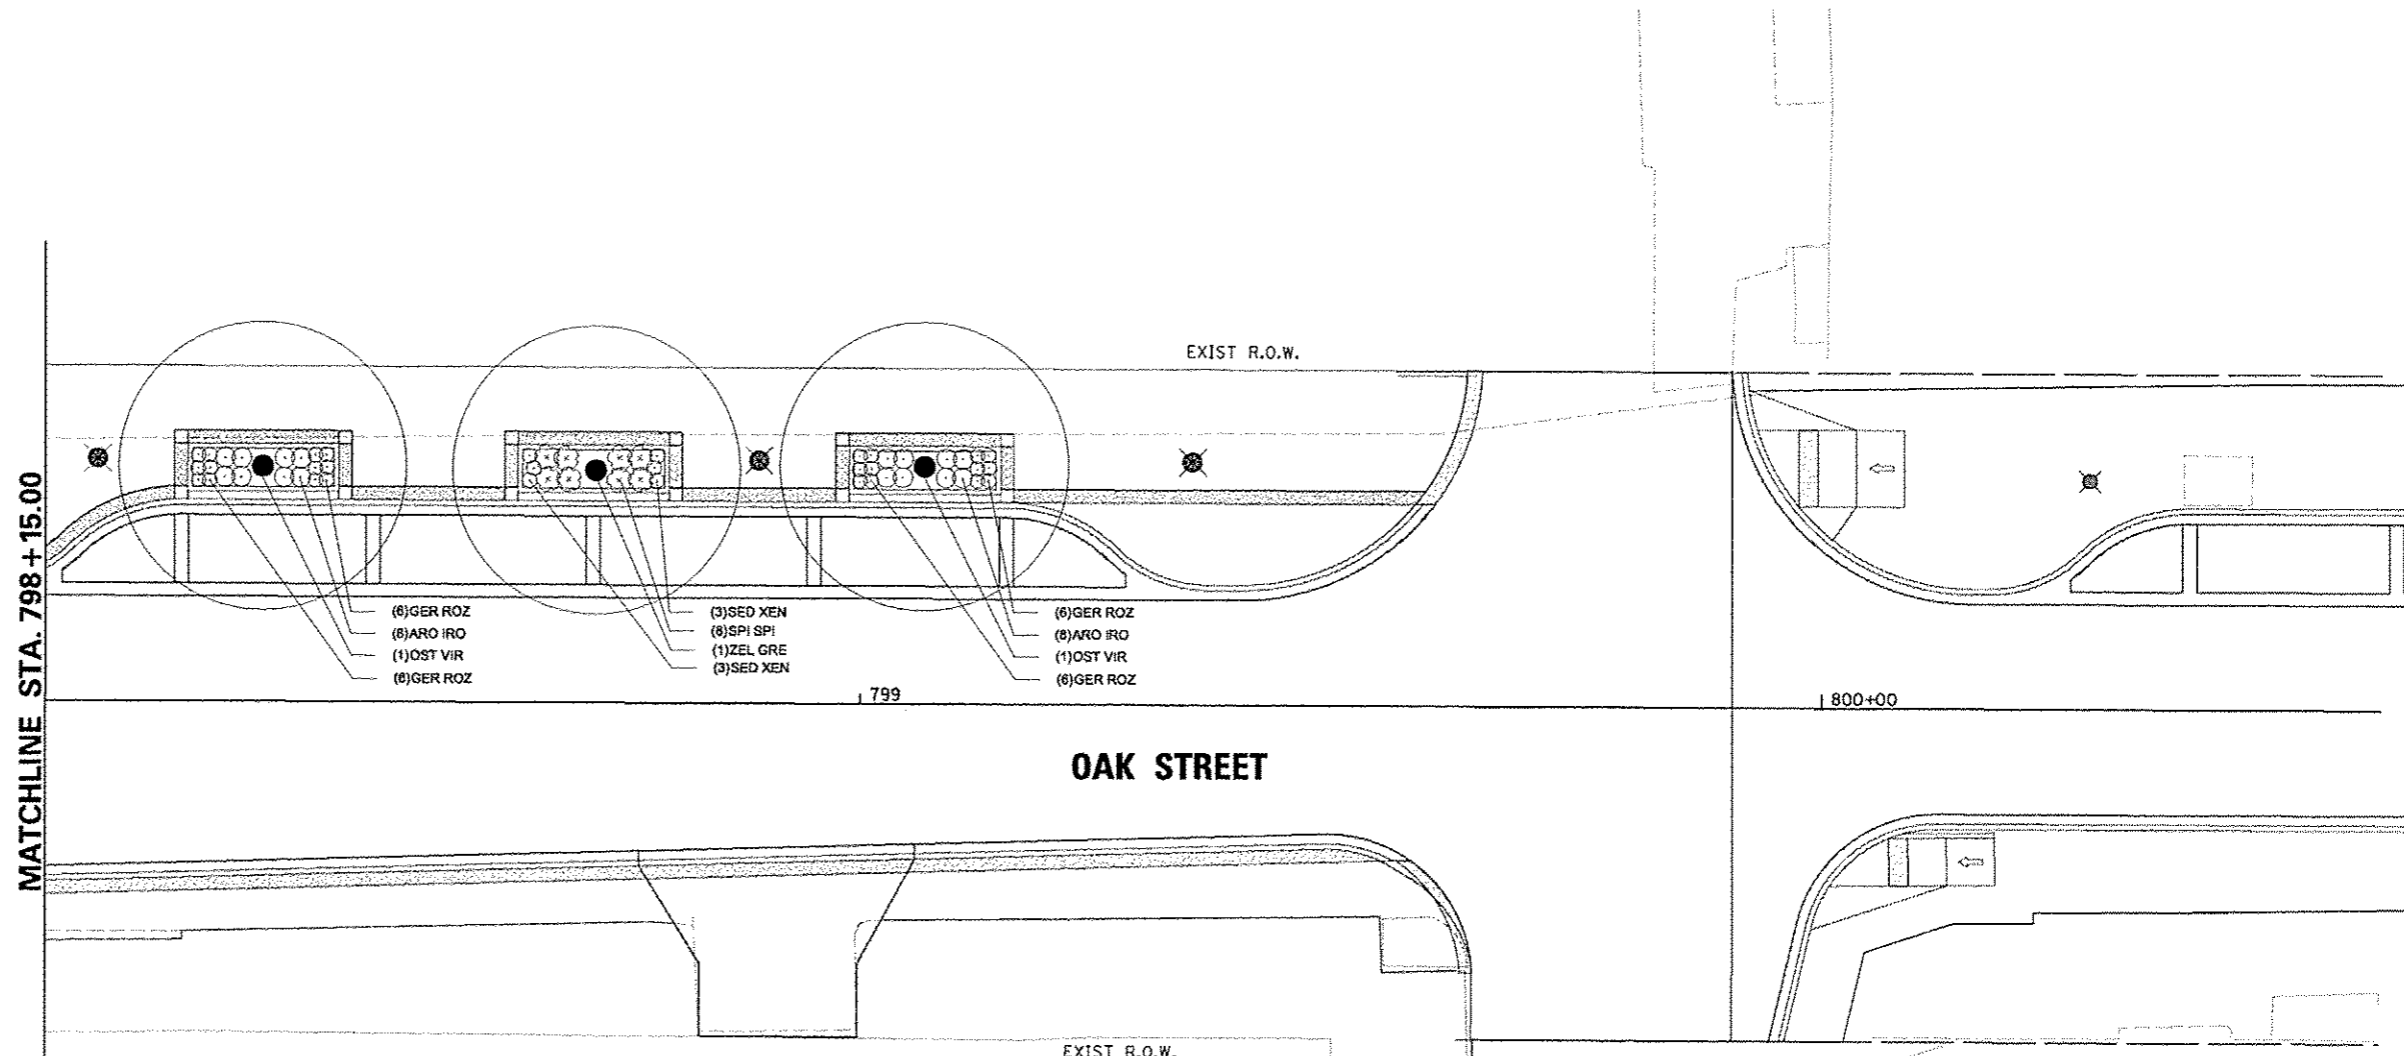 MATCHLINE STA. 798+15.00
EXIST R.O.W.
(6)GER ROZ
(8)ARO IRO
(1)OST VIR
(6)GER ROZ
(3)SED XEN
(8)SPI SPI
(1)ZEL GRE
(3)SED XEN
(6)GER ROZ
(8)ARO IRO
(1)OST VIR
(6)GER ROZ
799
800+00
OAK STREET
EXIST R.O.W.